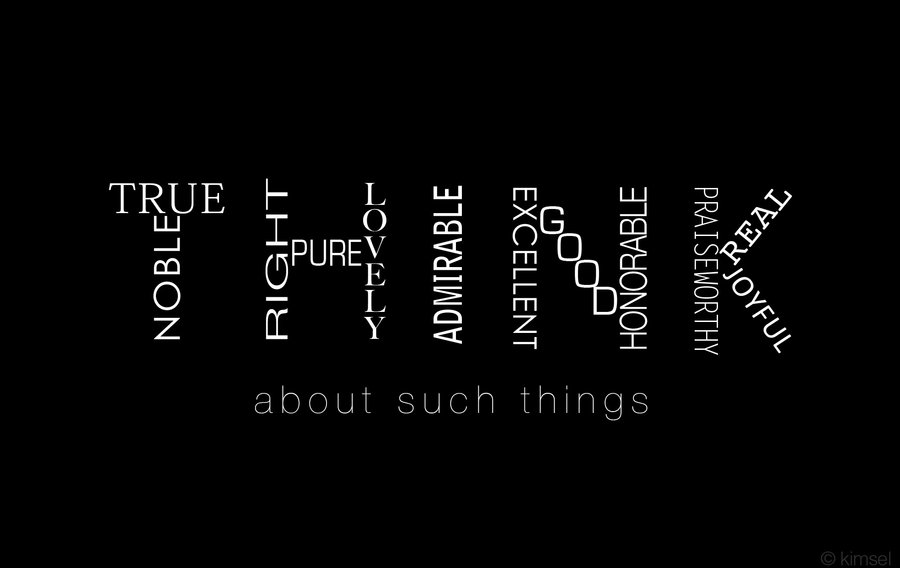 TRUE
NOBLE
RIGHT
PURE
LOVELY
ADMIRABLE
EXCELLENT
GOOD
HONORABLE
PRAISEWORTHY
REAL
JOYFUL
about such things
© kimsel